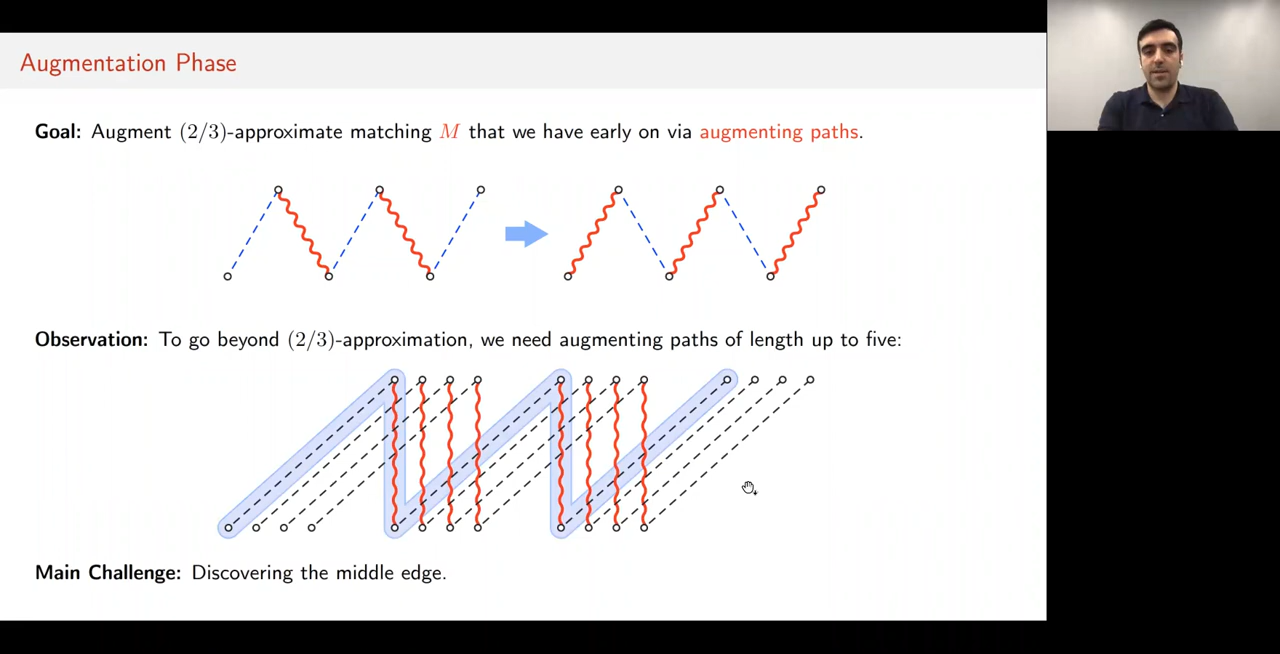 Augmentation Phase
Goal: Augment (2/3)-approximate matching M that we have early on via augmenting paths.
Observation: To go beyond (2/3)-approximation, we need augmenting paths of length up to five:
Main Challenge: Discovering the middle edge.